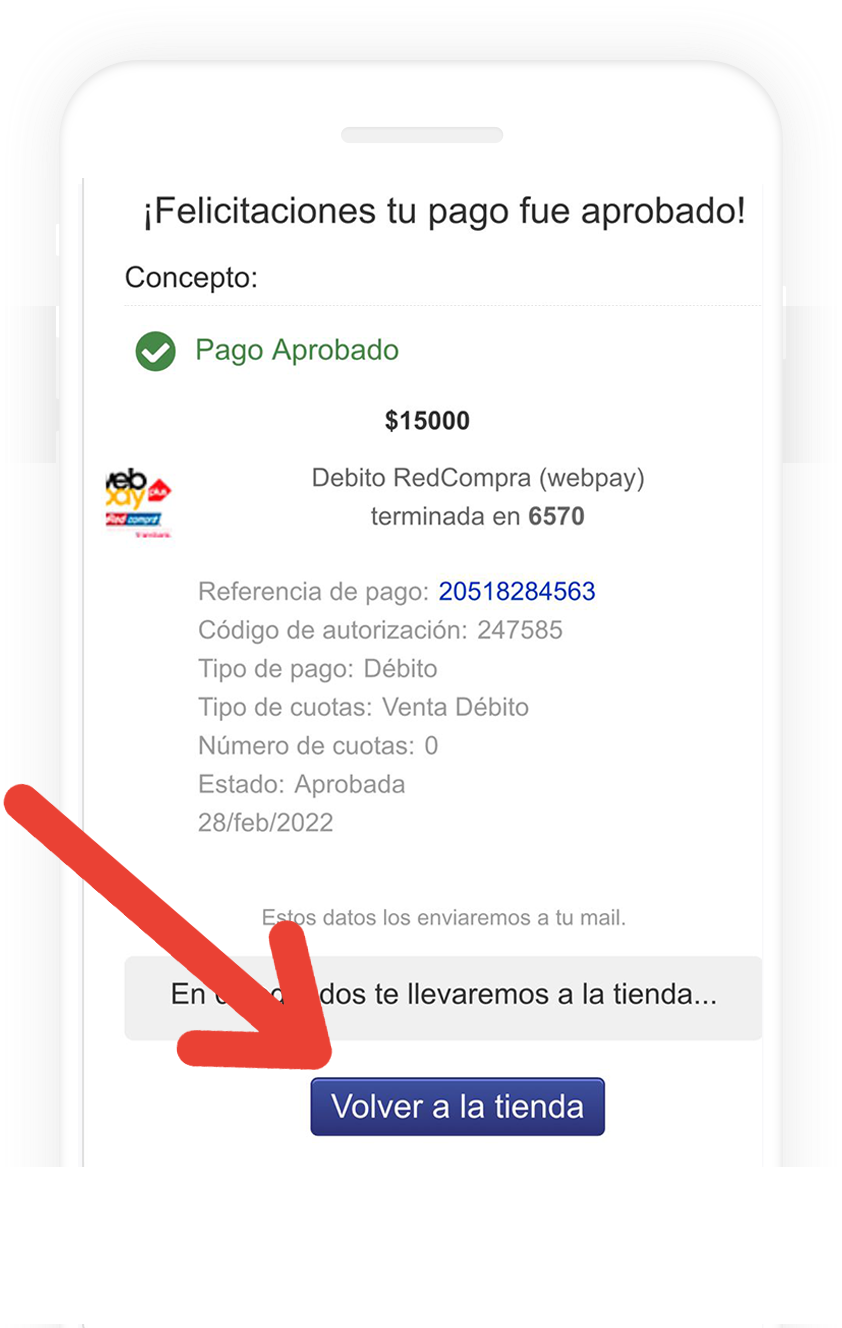 ¡Felicitaciones tu pago fue aprobado!
Concepto:
Pago Aprobado
$15000
web
pay plus
Red compra
Debito RedCompra (webpay)
terminada en 6570
Referencia de pago: 20518284563
Código de autorización: 247585
Tipo de pago: Débito
Tipo de cuotas: Venta Débito
Número de cuotas: 0
Estado: Aprobada
28/feb/2022
Estos datos los enviaremos a tu mail.
En te llevaremos a la tienda...
Volver a la tienda